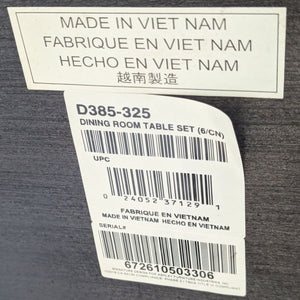 MADE IN VIET NAM
FABRIQUE EN VIET NAM
HECHO EN VIET NAM
越南製造
D385-325
DINING ROOM TABLE SET (6/CN)
UPC
0 24052 37129 1
FABRIQUE EN VIETNAM
MADE IN VIETNAM HECHO EN VIETNAM
SERIAL#
672610503306